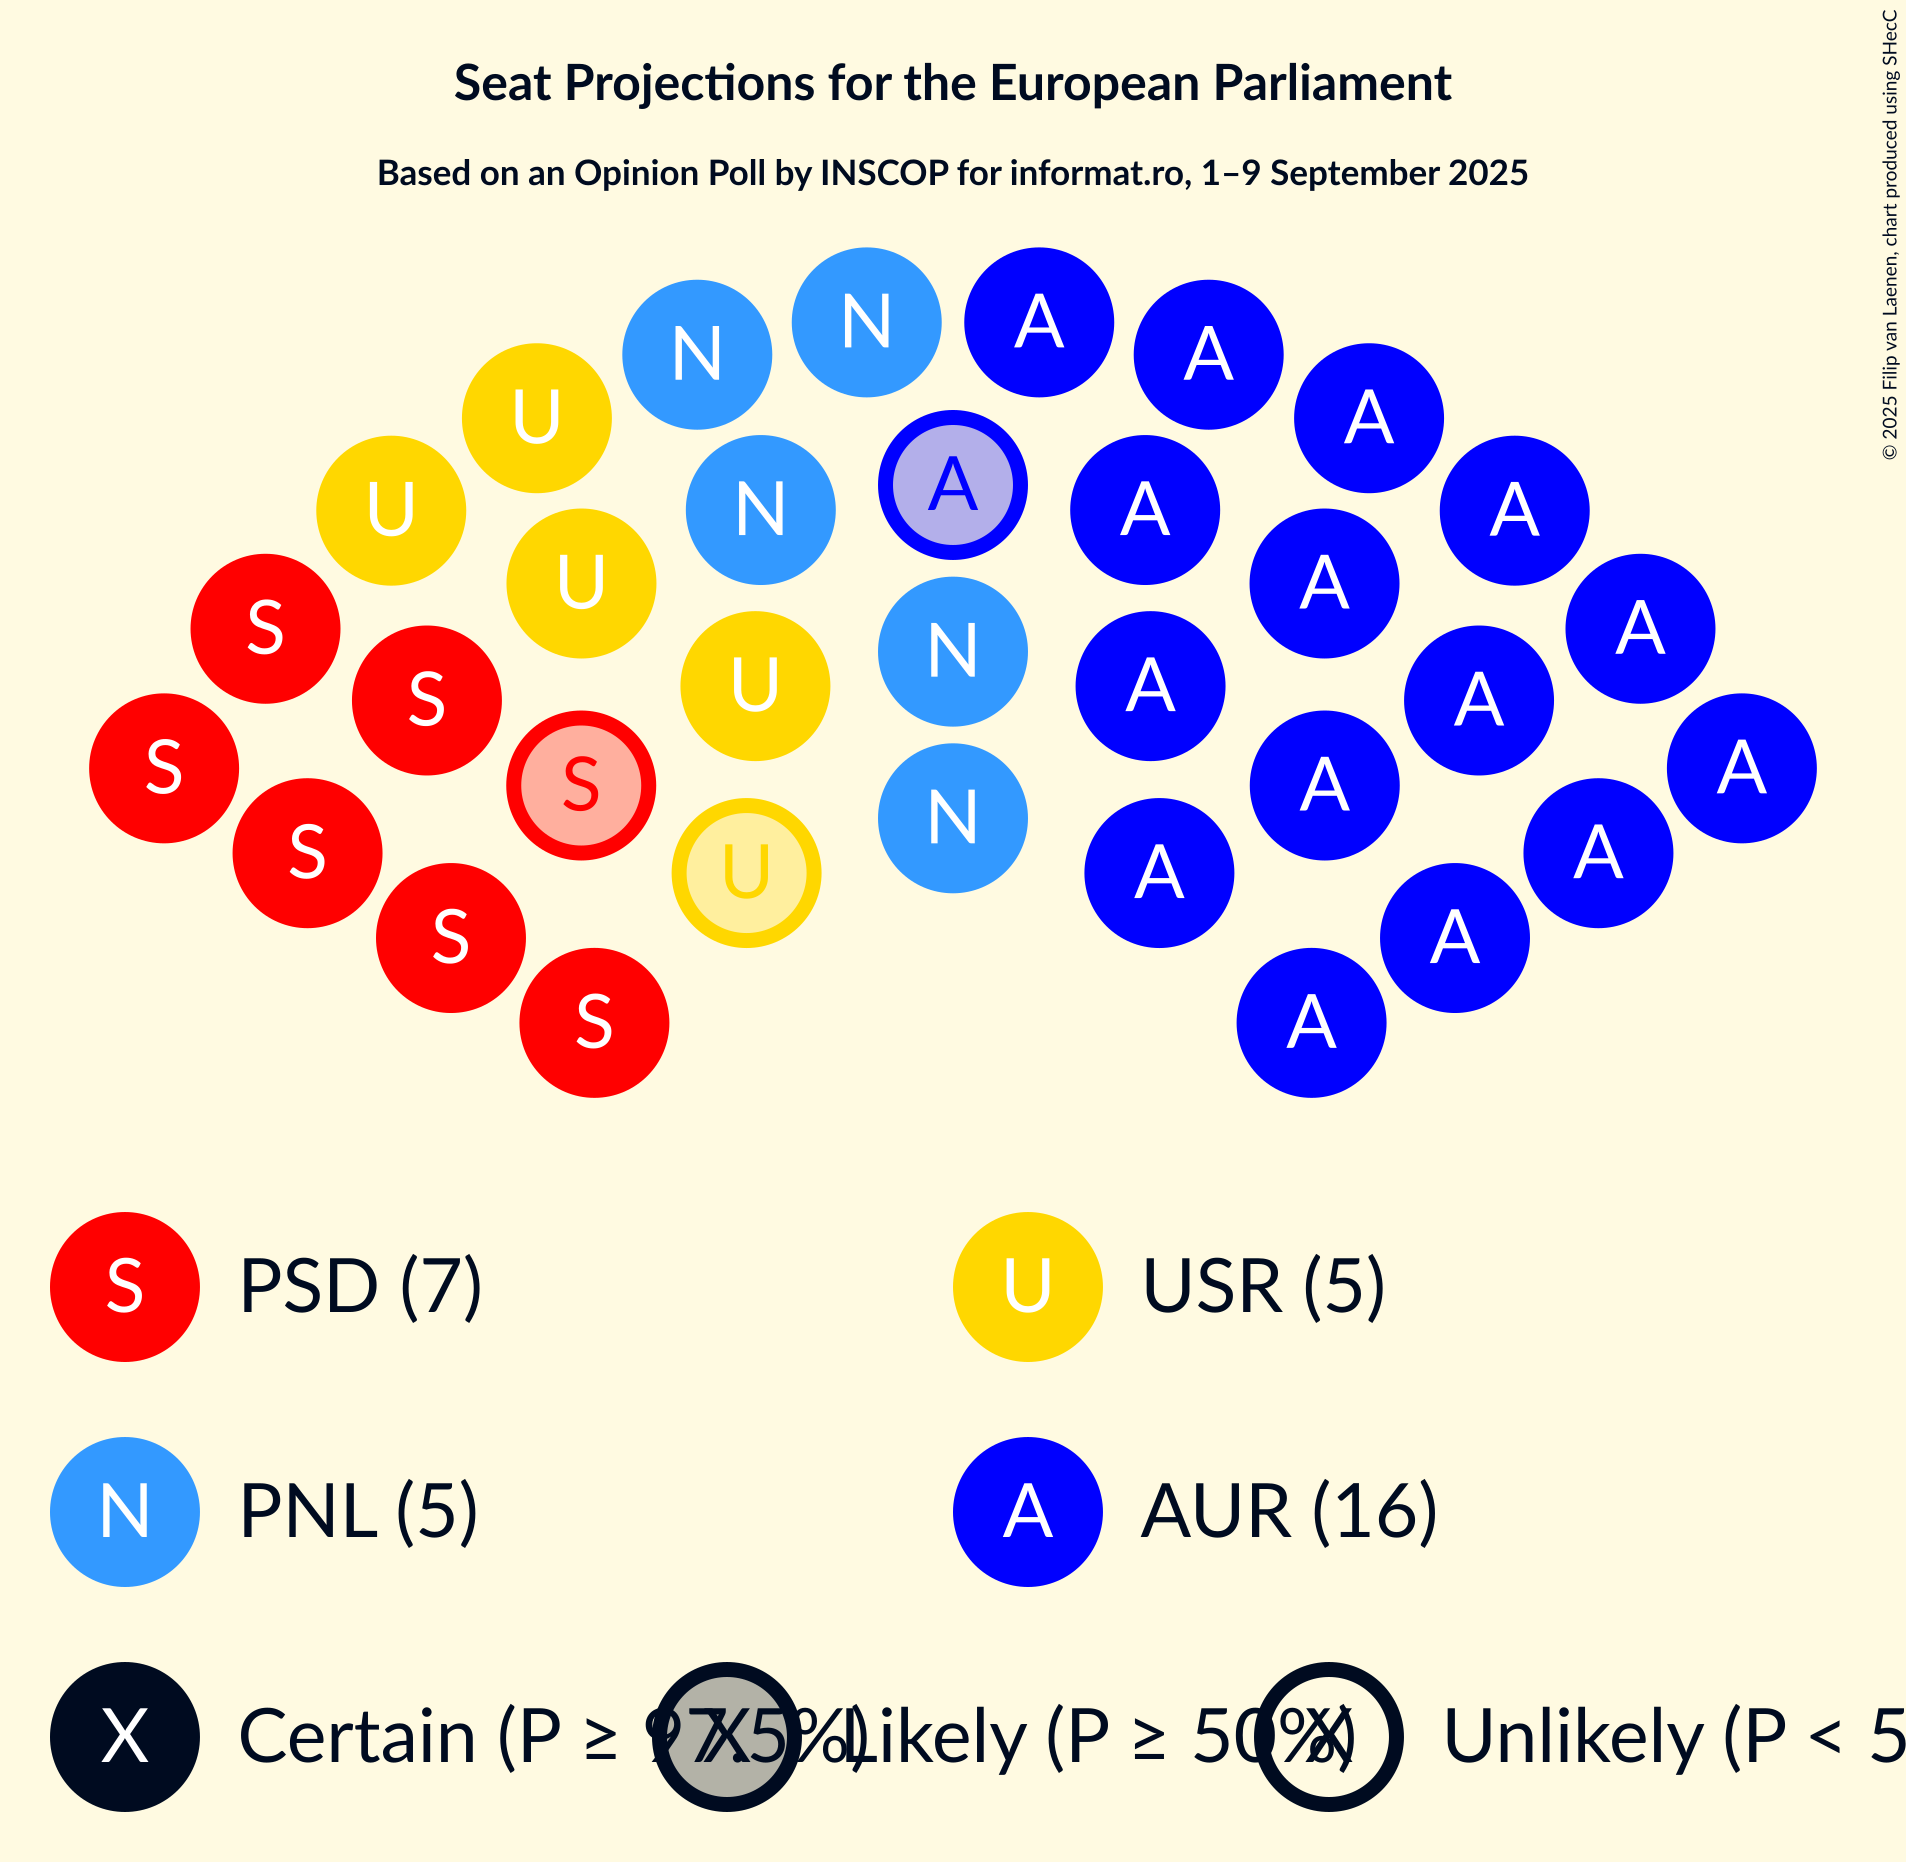 Seat Projections for the European Parliament
Based on an Opinion Poll by INSCOP for informat.ro, 1–9 September 2025
© 2025 Filip van Laenen, chart produced using SHecC
N A
N A
U A
N A N
U A
U A
S A
N
S A
U A
S A
S A
N
S A
U A
S A
S A
S PSD (7) U USR (5)
N PNL (5) A AUR (16)
X Certain (P ≥ 97.5%) X Likely (P ≥ 50%) X Unlikely (P < 5